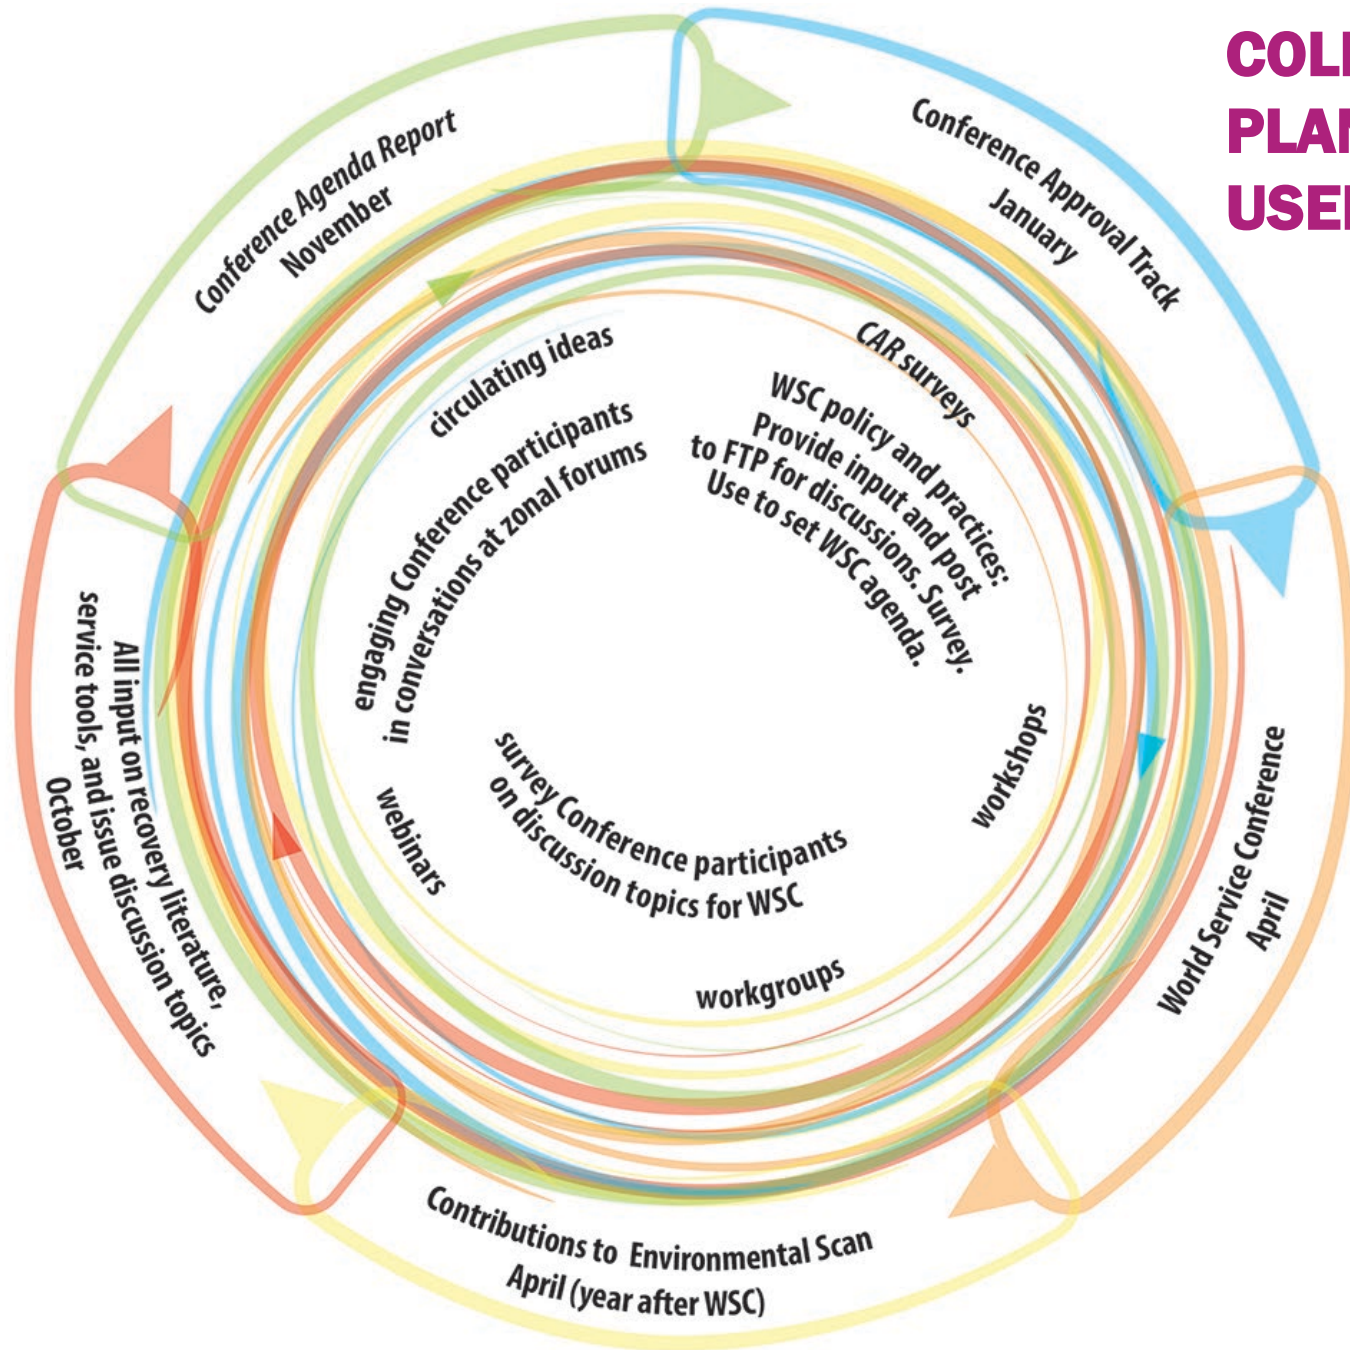 COL
PLA
USE
Conference Agenda Report
November
Conference Approval Track
January
World Service Conference
April
Contributions to Environmental Scan
April (year after WSC)
All input on recovery literature,
service tools, and issue discussion topics
October
circulating ideas
engaging Conference participants
in conversations at zonal forums
CAR surveys
WSC policy and practices:
Provide input and post
to FTP for discussions. Survey.
Use to set WSC agenda.
workshops
survey Conference participants
on discussion topics for WSC
webinars
workgroups